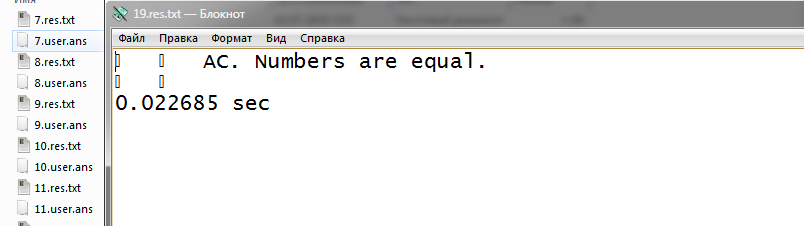 Имя
7.res.txt
7.user.ans
8.res.txt
8.user.ans
9.res.txt
9.user.ans
10.res.txt
10.user.ans
11.res.txt
11.user.ans
19.res.txt — Блокнот
Файл Правка Формат Вид Справка
AC. Numbers are equal.
0.022685 sec